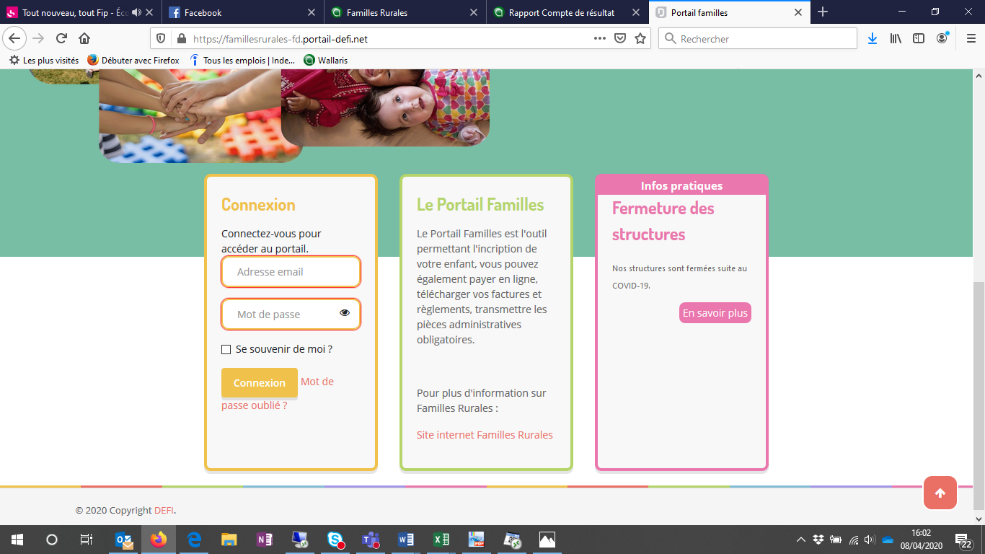 Tout nouveau, tout Fip - Éco
Facebook
Familles Rurales
Rapport Compte de résultat
Portail familles
https://famillesrurales-fd.portail-defi.net
Rechercher
Les plus visités
Débuter avec Firefox
Tous les emplois | Inde...
Wallaris
Connexion
Connectez-vous pour
accéder au portail.
Adresse email
Mot de passe
Se souvenir de moi ?
Connexion
Mot de
passe oublié ?
Le Portail Familles
Le Portail Familles est l'outil
permettant l'incription de
votre enfant, vous pouvez
également payer en ligne,
télécharger vos factures et
règlements, transmettre les
pièces administratives
obligatoires.
Pour plus d'information sur
Familles Rurales :
Site internet Familles Rurales
Infos pratiques
Fermeture des
structures
Nos structures sont fermées suite au
COVID-19.
En savoir plus
© 2020 Copyright DEFI.
16:02
08/04/2020
22